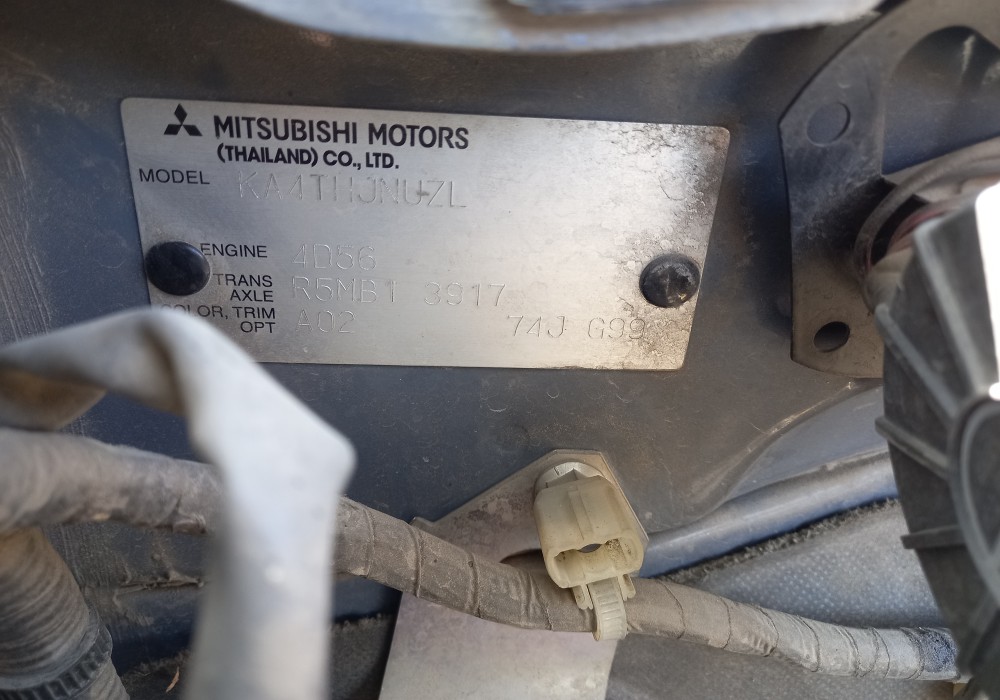 MITSUBISHI MOTORS
(THAILAND) CO., LTD.
MODEL KA4THJNUZL
ENGINE 4D56
TRANS AXLE R5MB1 3917
COLOR, TRIM OPT A02 74J G99